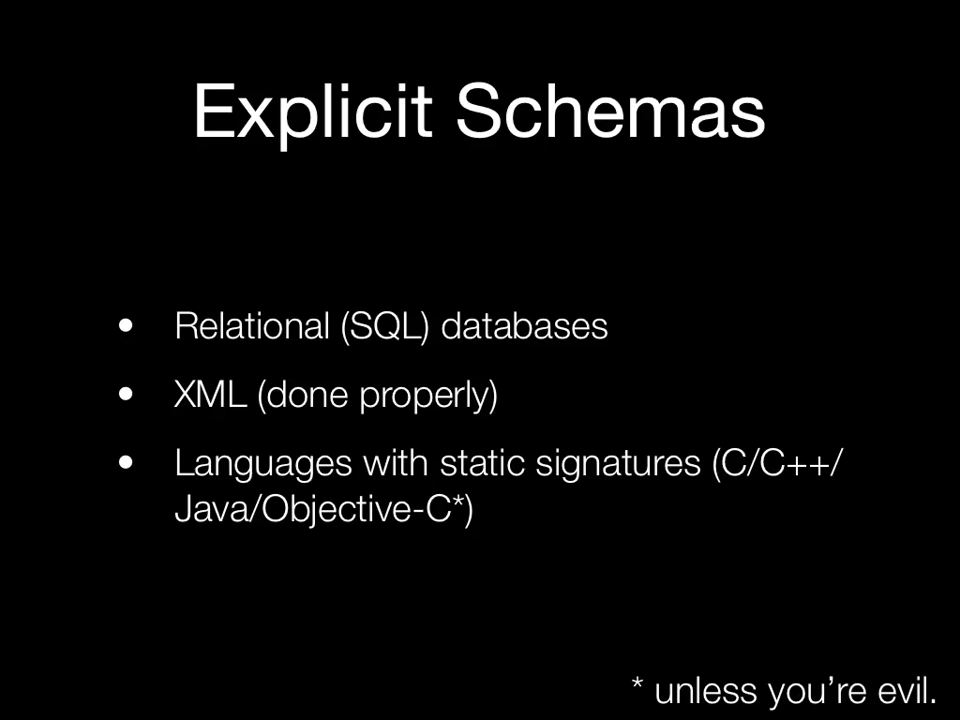 Explicit Schemas
• Relational (SQL) databases
• XML (done properly)
• Languages with static signatures (C/C++/
Java/Objective-C*)
* unless you’re evil.